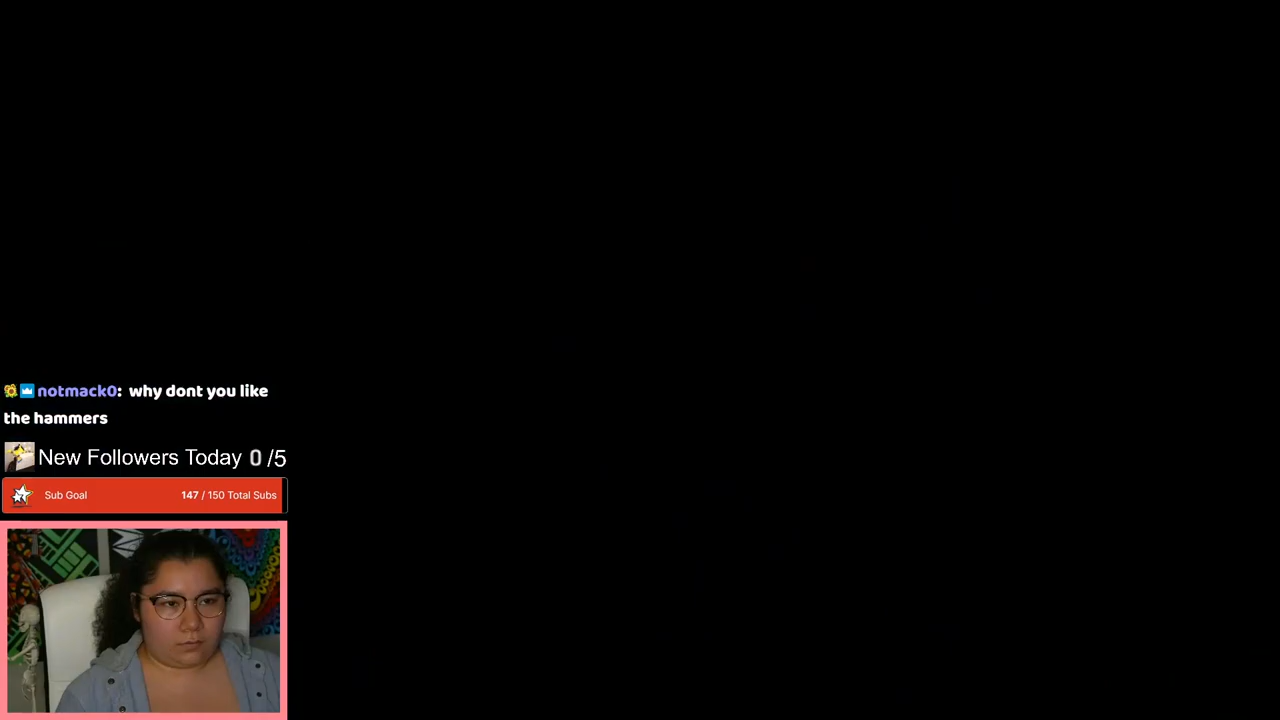 notmack0: why dont you like
the hammers
New Followers Today 0 /5
Sub Goal 147 / 150 Total Subs